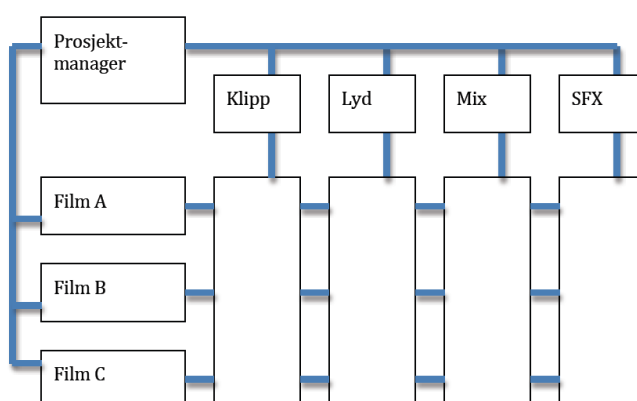 Prosjekt-
manager
Klipp
Lyd
Mix
SFX
Film A
Film B
Film C